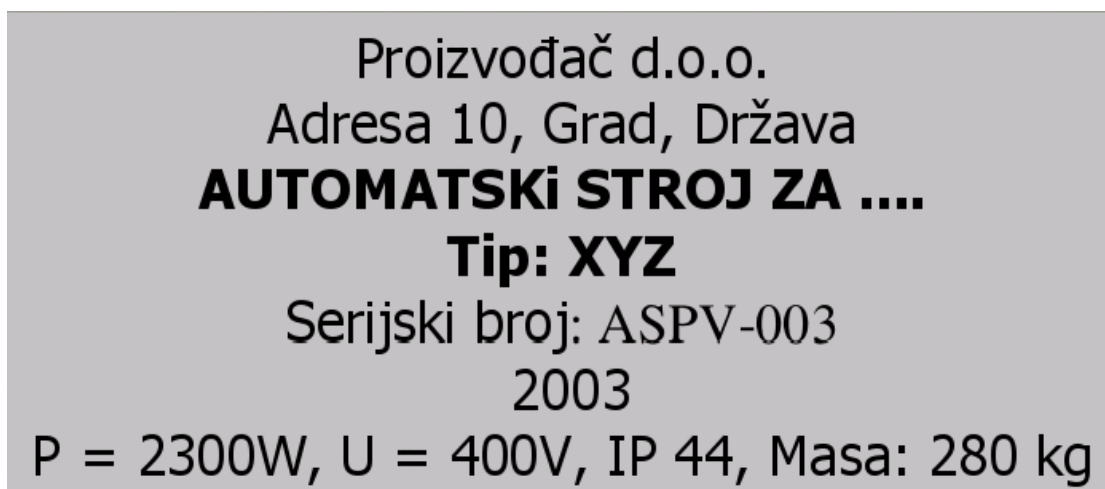 Proizvođač d.o.o.
Adresa 10, Grad, Država
AUTOMATSKi STROJ ZA ....
Tip: XYZ
Serijski broj: ASPV-003
2003
P = 2300W, U = 400V, IP 44, Masa: 280 kg